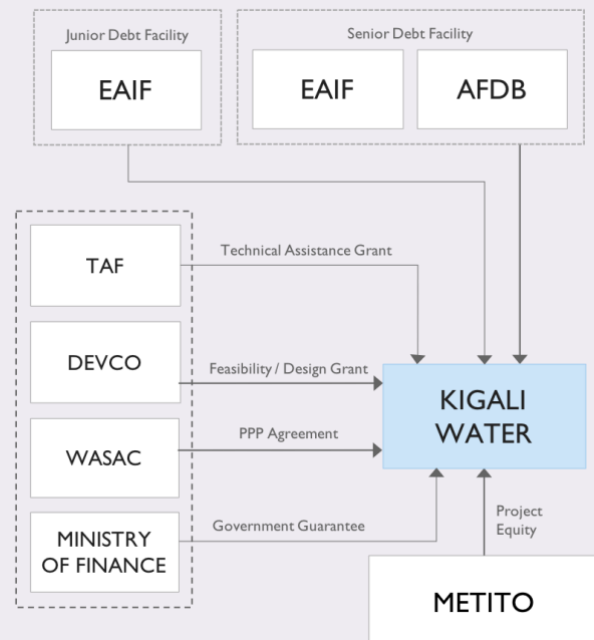 Junior Debt Facility
EAIF
Senior Debt Facility
EAIF
AFDB
TAF
Technical Assistance Grant
DEVCO
Feasibility / Design Grant
KIGALI
WATER
WASAC
PPP Agreement
MINISTRY
OF FINANCE
Government Guarantee
Project
Equity
METITO